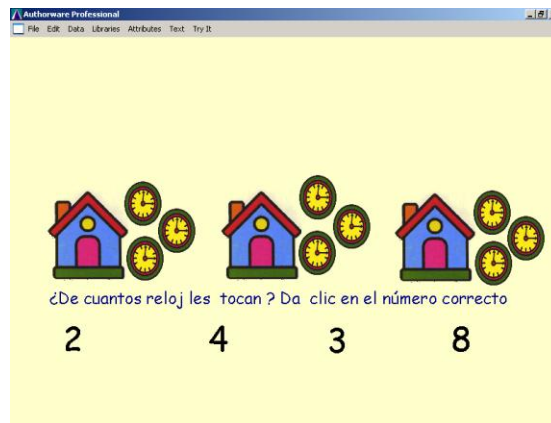 Authorware Professional
File Edit Data Libraries Attributes Text Try It
¿De cuantos reloj les tocan ? Da clic en el número correcto
2 4 3 8